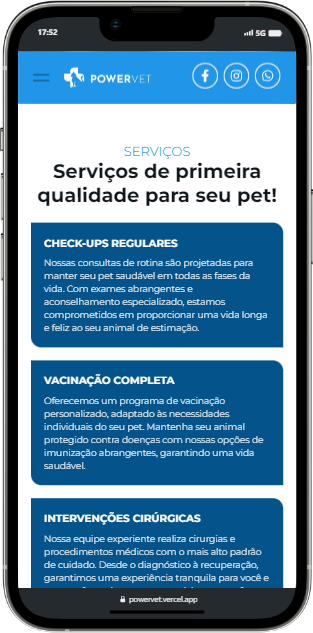 17:52
5G
POWERVET
SERVIÇOS
Serviços de primeira
qualidade para seu pet!
CHECK-UPS REGULARES
Nossas consultas de rotina são projetadas para
manter seu pet saudável em todas as fases da
vida. Com exames abrangentes e
aconselhamento especializado, estamos
comprometidos em proporcionar uma vida longa
e feliz ao seu animal de estimação.
VACINAÇÃO COMPLETA
Oferecemos um programa de vacinação
personalizado, adaptado às necessidades
individuais do seu pet. Mantenha seu animal
protegido contra doenças com nossas opções de
imunização abrangentes, garantindo uma vida
saudável.
INTERVENÇÕES CIRÚRGICAS
Nossa equipe experiente realiza cirurgias e
procedimentos médicos com o mais alto padrão
de cuidado. Desde o diagnóstico à recuperação,
garantimos uma experiência tranquila para você e
powervet.vercel.app